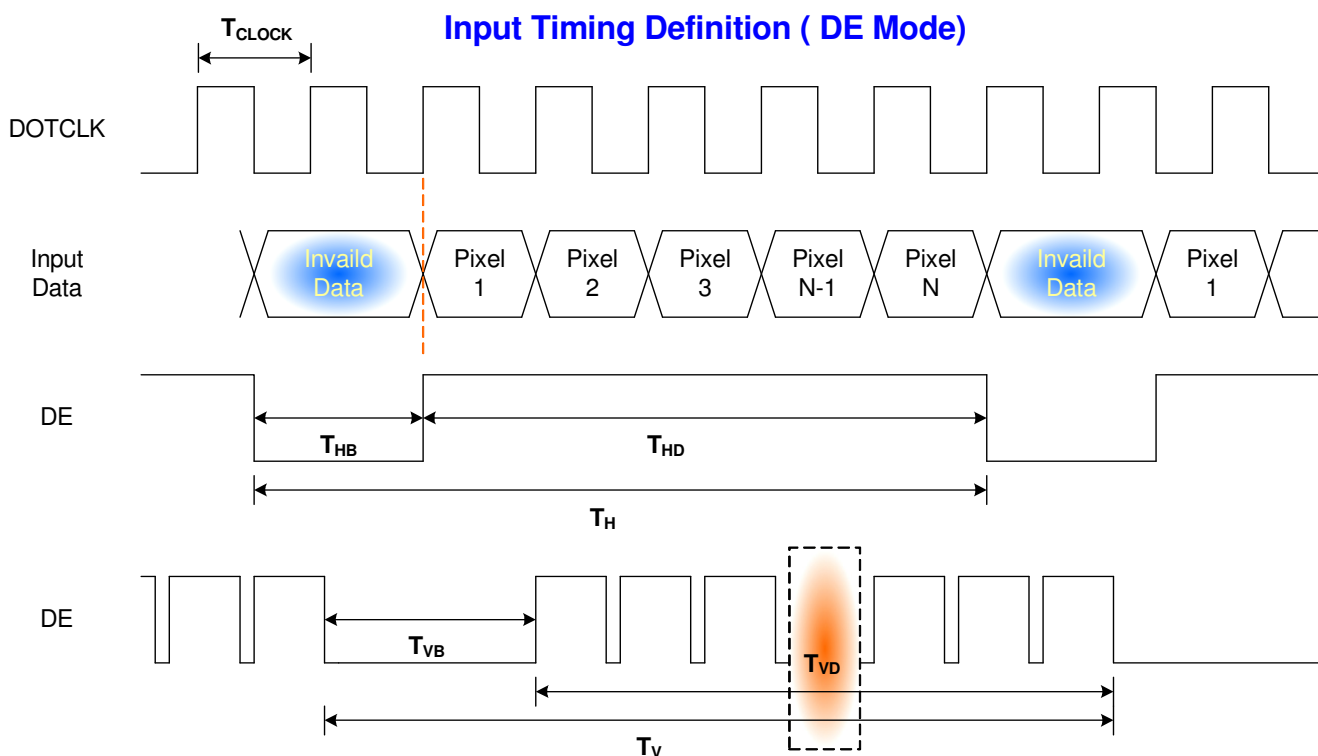 Input Timing Definition ( DE Mode)
TCLOCK
DOTCLK
Input
Data
Invaild
Data
Pixel
1
Pixel
2
Pixel
3
Pixel
N-1
Pixel
N
Invaild
Data
Pixel
1
DE
THB
THD
TH
DE
TVB
TVD
TV